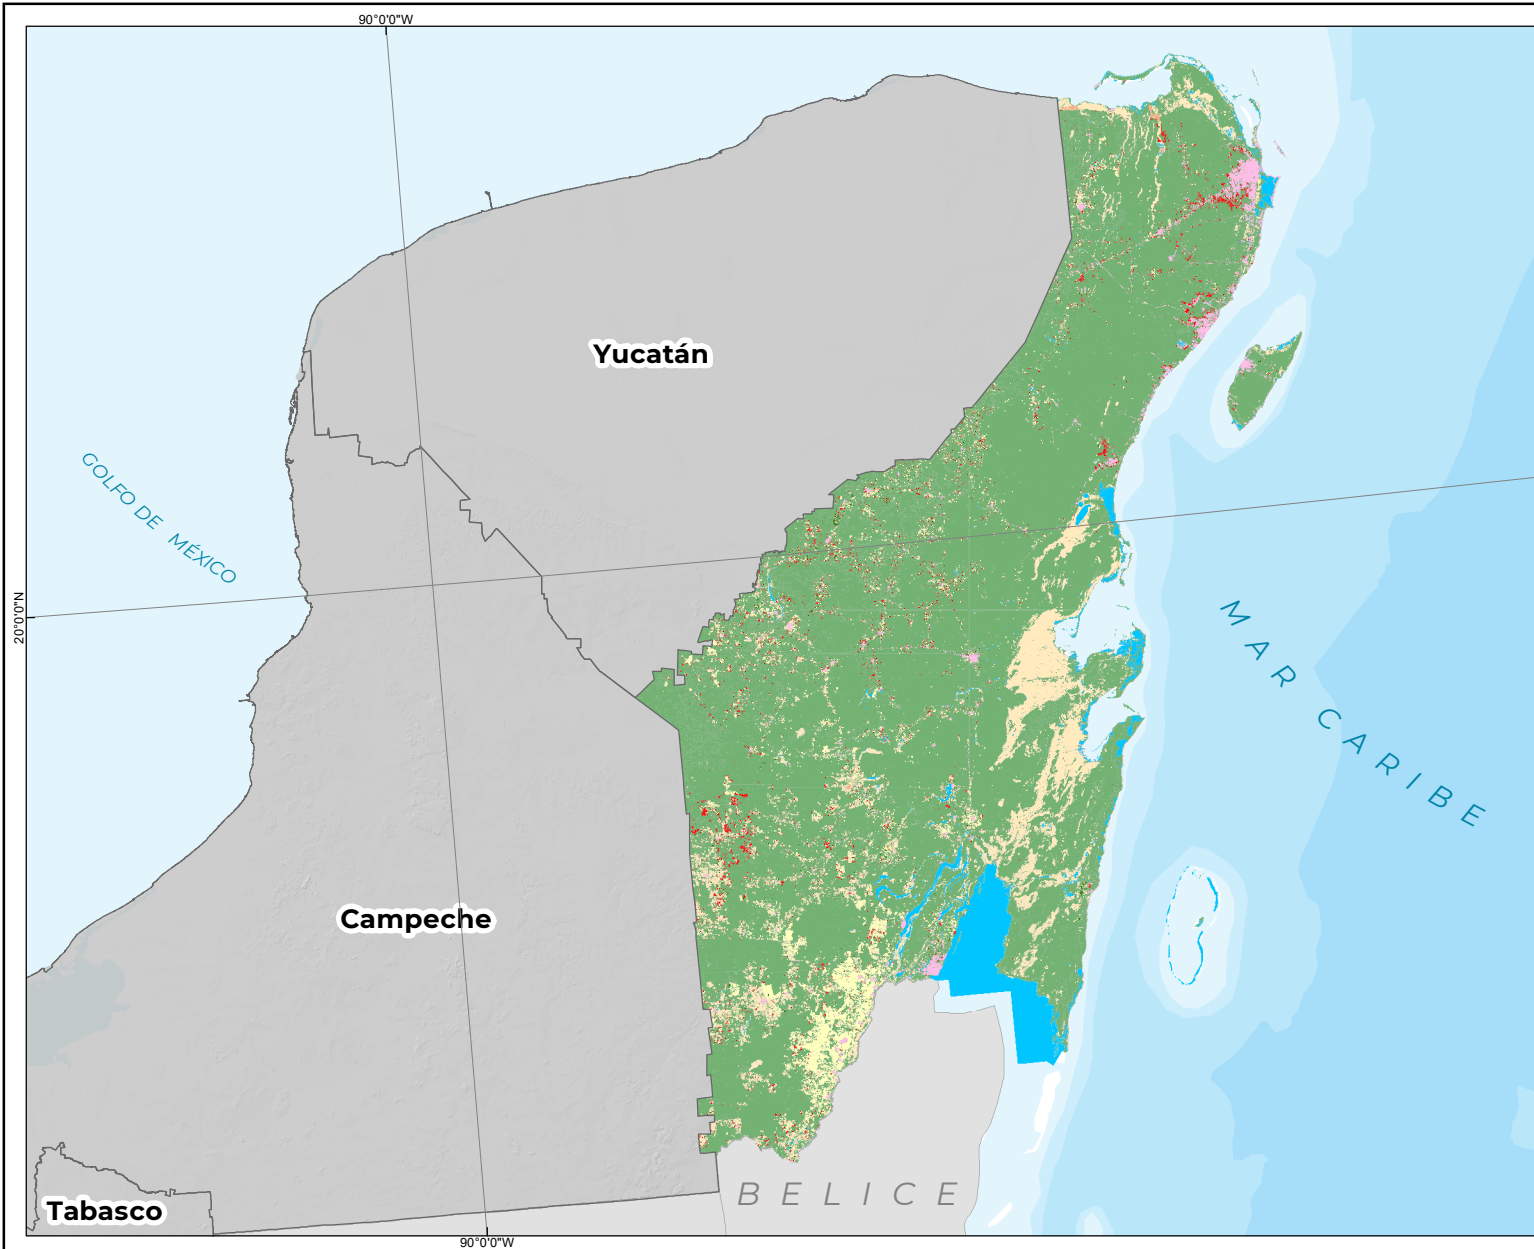 90°0'0"W
Yucatán
GOLFO DE MÉXICO
20°0'0"N
MAR CARIBE
Campeche
BELICE
Tabasco
90°0'0"W